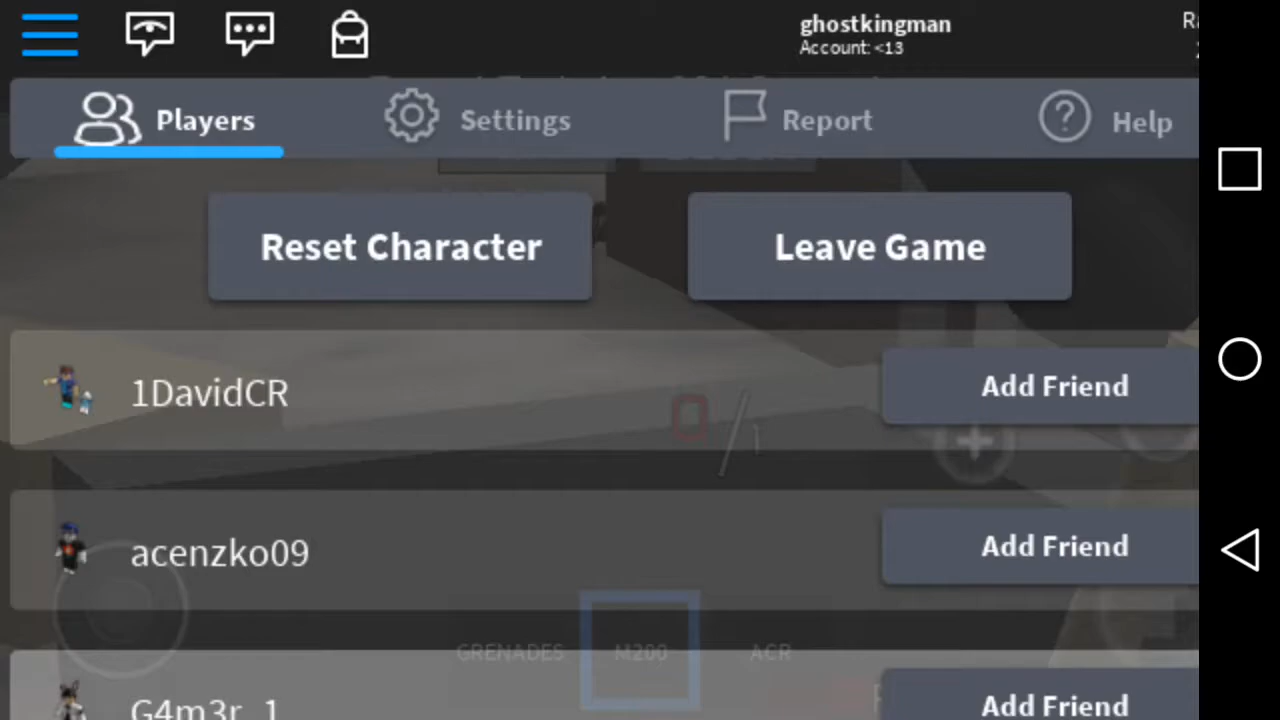 ghostkingman
Account: <13
Players
Settings
Report
Help
Reset Character
Leave Game
1DavidCR
Add Friend
acenzko09
Add Friend
GRENADES
M200
ACR
G4m3r_1
Add Friend